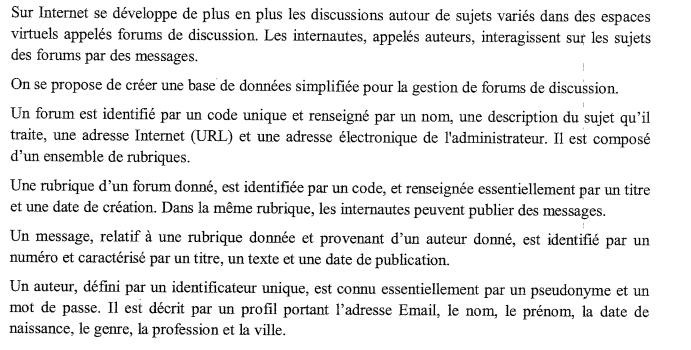 Sur Internet se développe de plus en plus les discussions autour de sujets variés dans des espaces
virtuels appelés forums de discussion. Les internautes, appelés auteurs, interagissent sur les sujets
des forums par des messages.
On se propose de créer une base de données simplifiée pour la gestion de forums de discussion.
Un forum est identifié par un code unique et renseigné par un nom, une description du sujet qu'il
traite, une adresse Internet (URL) et une adresse électronique de l'administrateur. Il est composé
d'un ensemble de rubriques.
Une rubrique d'un forum donné, est identifiée par un code, et renseignée essentiellement par un titre
et une date de création. Dans la même rubrique, les internautes peuvent publier des messages.
Un message, relatif à une rubrique donnée et provenant d'un auteur donné, est identifié par un
numéro et caractérisé par un titre, un texte et une date de publication.
Un auteur, défini par un identificateur unique, est connu essentiellement par un pseudonyme et un
mot de passe. Il est décrit par un profil portant l'adresse Email, le nom, le prénom, la date de
naissance, le genre, la profession et la ville.